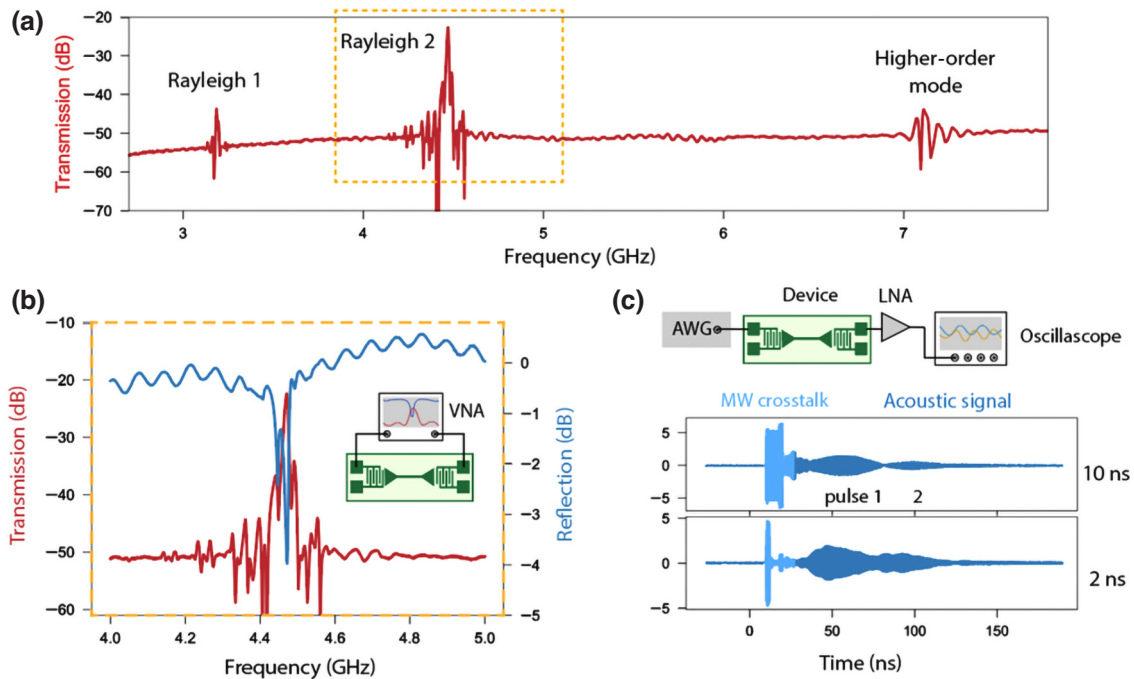 (a)
−20
−30
−40
−50
−60
−70
Transmission (dB)
Rayleigh 1
Rayleigh 2
Higher-order
mode
3
4
5
6
7
Frequency (GHz)
(b)
−10
−20
−30
−40
−50
−60
Transmission (dB)
VNA
0
−1
−2
−3
−4
−5
Reflection (dB)
4.0
4.2
4.4
4.6
4.8
5.0
Frequency (GHz)
(c)
Device
LNA
AWG
Oscillascope
MW crosstalk
Acoustic signal
5
0
−5
pulse 1
2
10 ns
5
0
−5
2 ns
0
50
100
150
Time (ns)